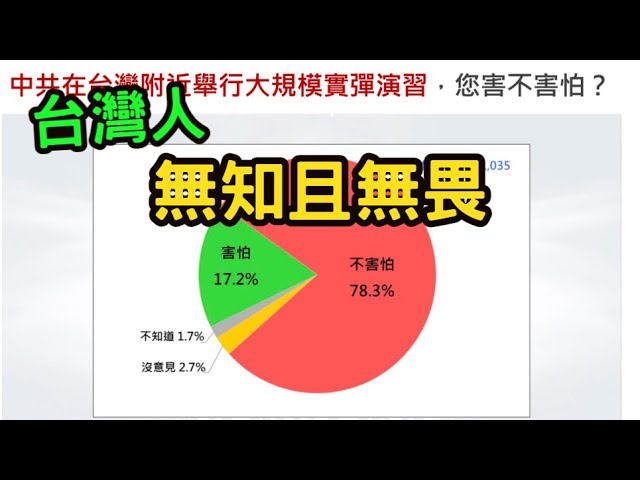 中共在台灣附近舉行大規模實彈演習，您害不害怕？
台灣人
無知且無畏
,035
害怕
17.2%
不害怕
78.3%
不知道 1.7%
沒意見 2.7%